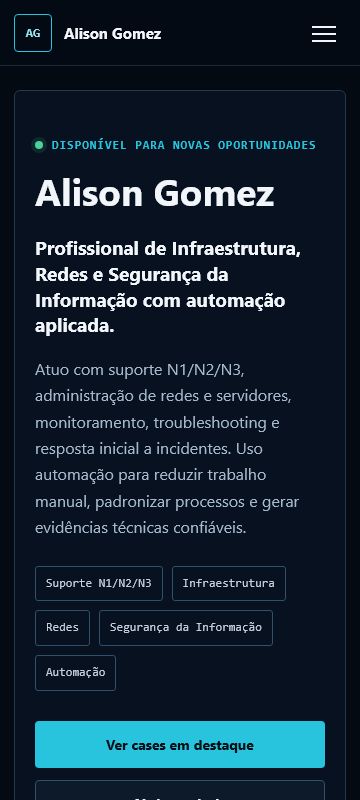 AG
Alison Gomez
DISPONÍVEL PARA NOVAS OPORTUNIDADES
Alison Gomez
Profissional de Infraestrutura,
Redes e Segurança da
Informação com automação
aplicada.
Atuo com suporte N1/N2/N3,
administração de redes e servidores,
monitoramento, troubleshooting e
resposta inicial a incidentes. Uso
automação para reduzir trabalho
manual, padronizar processos e gerar
evidências técnicas confiáveis.
Suporte N1/N2/N3
Infraestrutura
Redes
Segurança da Informação
Automação
Ver cases em destaque